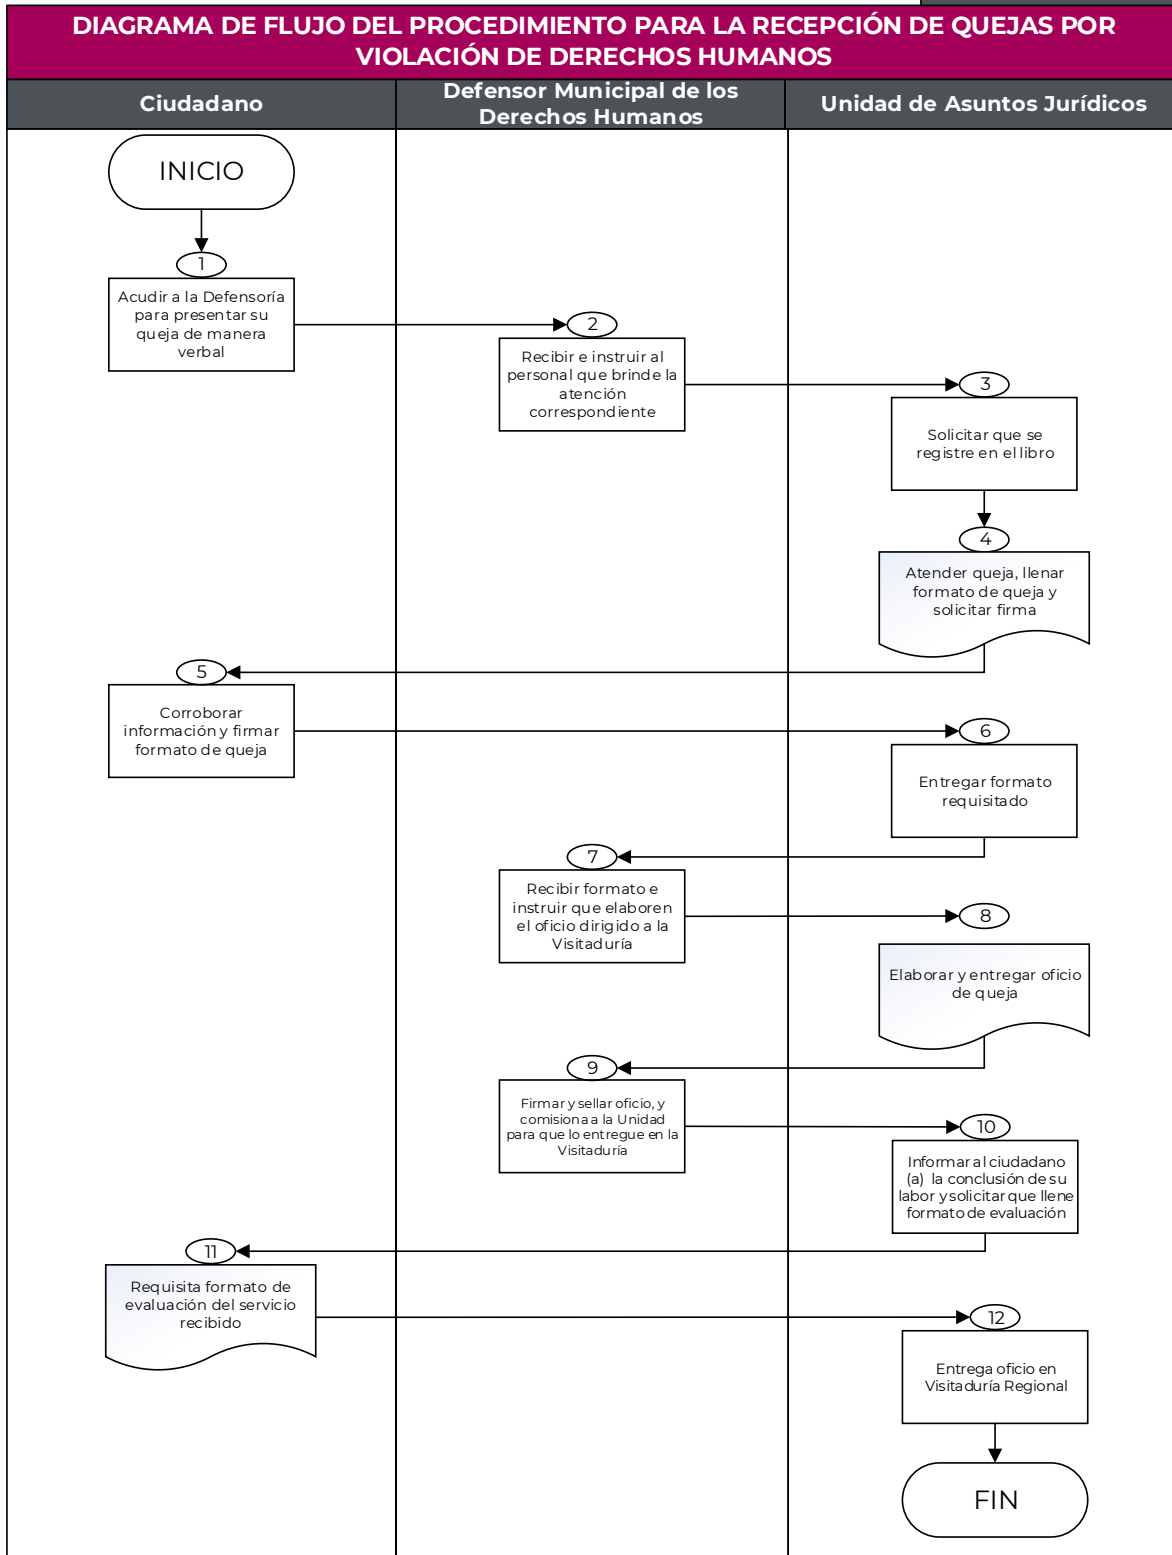 DIAGRAMA DE FLUJO DEL PROCEDIMIENTO PARA LA RECEPCIÓN DE QUEJAS POR
VIOLACIÓN DE DERECHOS HUMANOS
Ciudadano
Defensor Municipal de los
Derechos Humanos
Unidad de Asuntos Jurídicos
INICIO
1
Acudir a la Defensoría
para presentar su
queja de manera
verbal
2
Recibir e instruir al
personal que brinde la
atención
correspondiente
3
Solicitar que se
registre en el libro
4
Atender queja, llenar
formato de queja y
solicitar firma
5
Corroborar
información y firmar
formato de queja
6
Entregar formato
requisitado
7
Recibir formato e
instruir que elaboren
el oficio dirigido a la
Visitaduría
8
Elaborar y entregar oficio
de queja
9
Firmar y sellar oficio, y
comisiona a la Unidad
para que lo entregue en la
Visitaduría
10
Informar al ciudadano
(a) la conclusión de su
labor y solicitar que llene
formato de evaluación
11
Requisita formato de
evaluación del servicio
recibido
12
Entrega oficio en
Visitaduría Regional
FIN